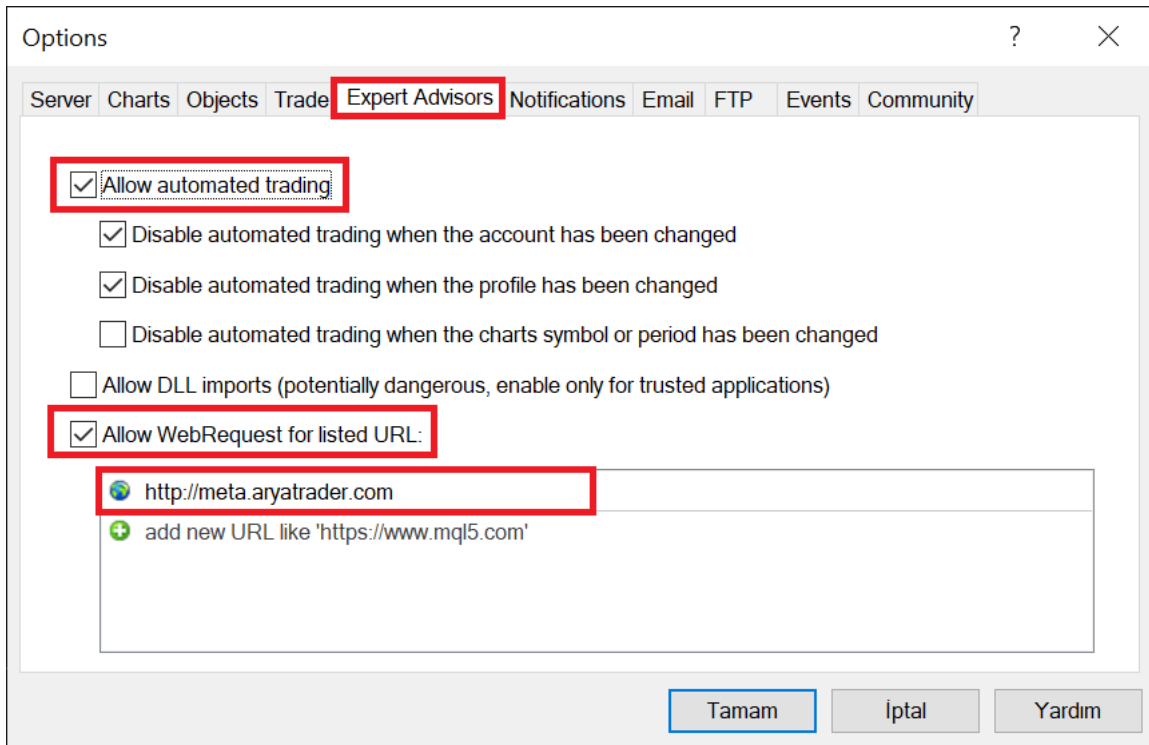 Options
Server Charts Objects Trade Expert Advisors Notifications Email FTP Events Community
Allow automated trading
Disable automated trading when the account has been changed
Disable automated trading when the profile has been changed
Disable automated trading when the charts symbol or period has been changed
Allow DLL imports (potentially dangerous, enable only for trusted applications)
Allow WebRequest for listed URL:
http://meta.aryatrader.com
add new URL like 'https://www.mql5.com'
Tamam İptal Yardım